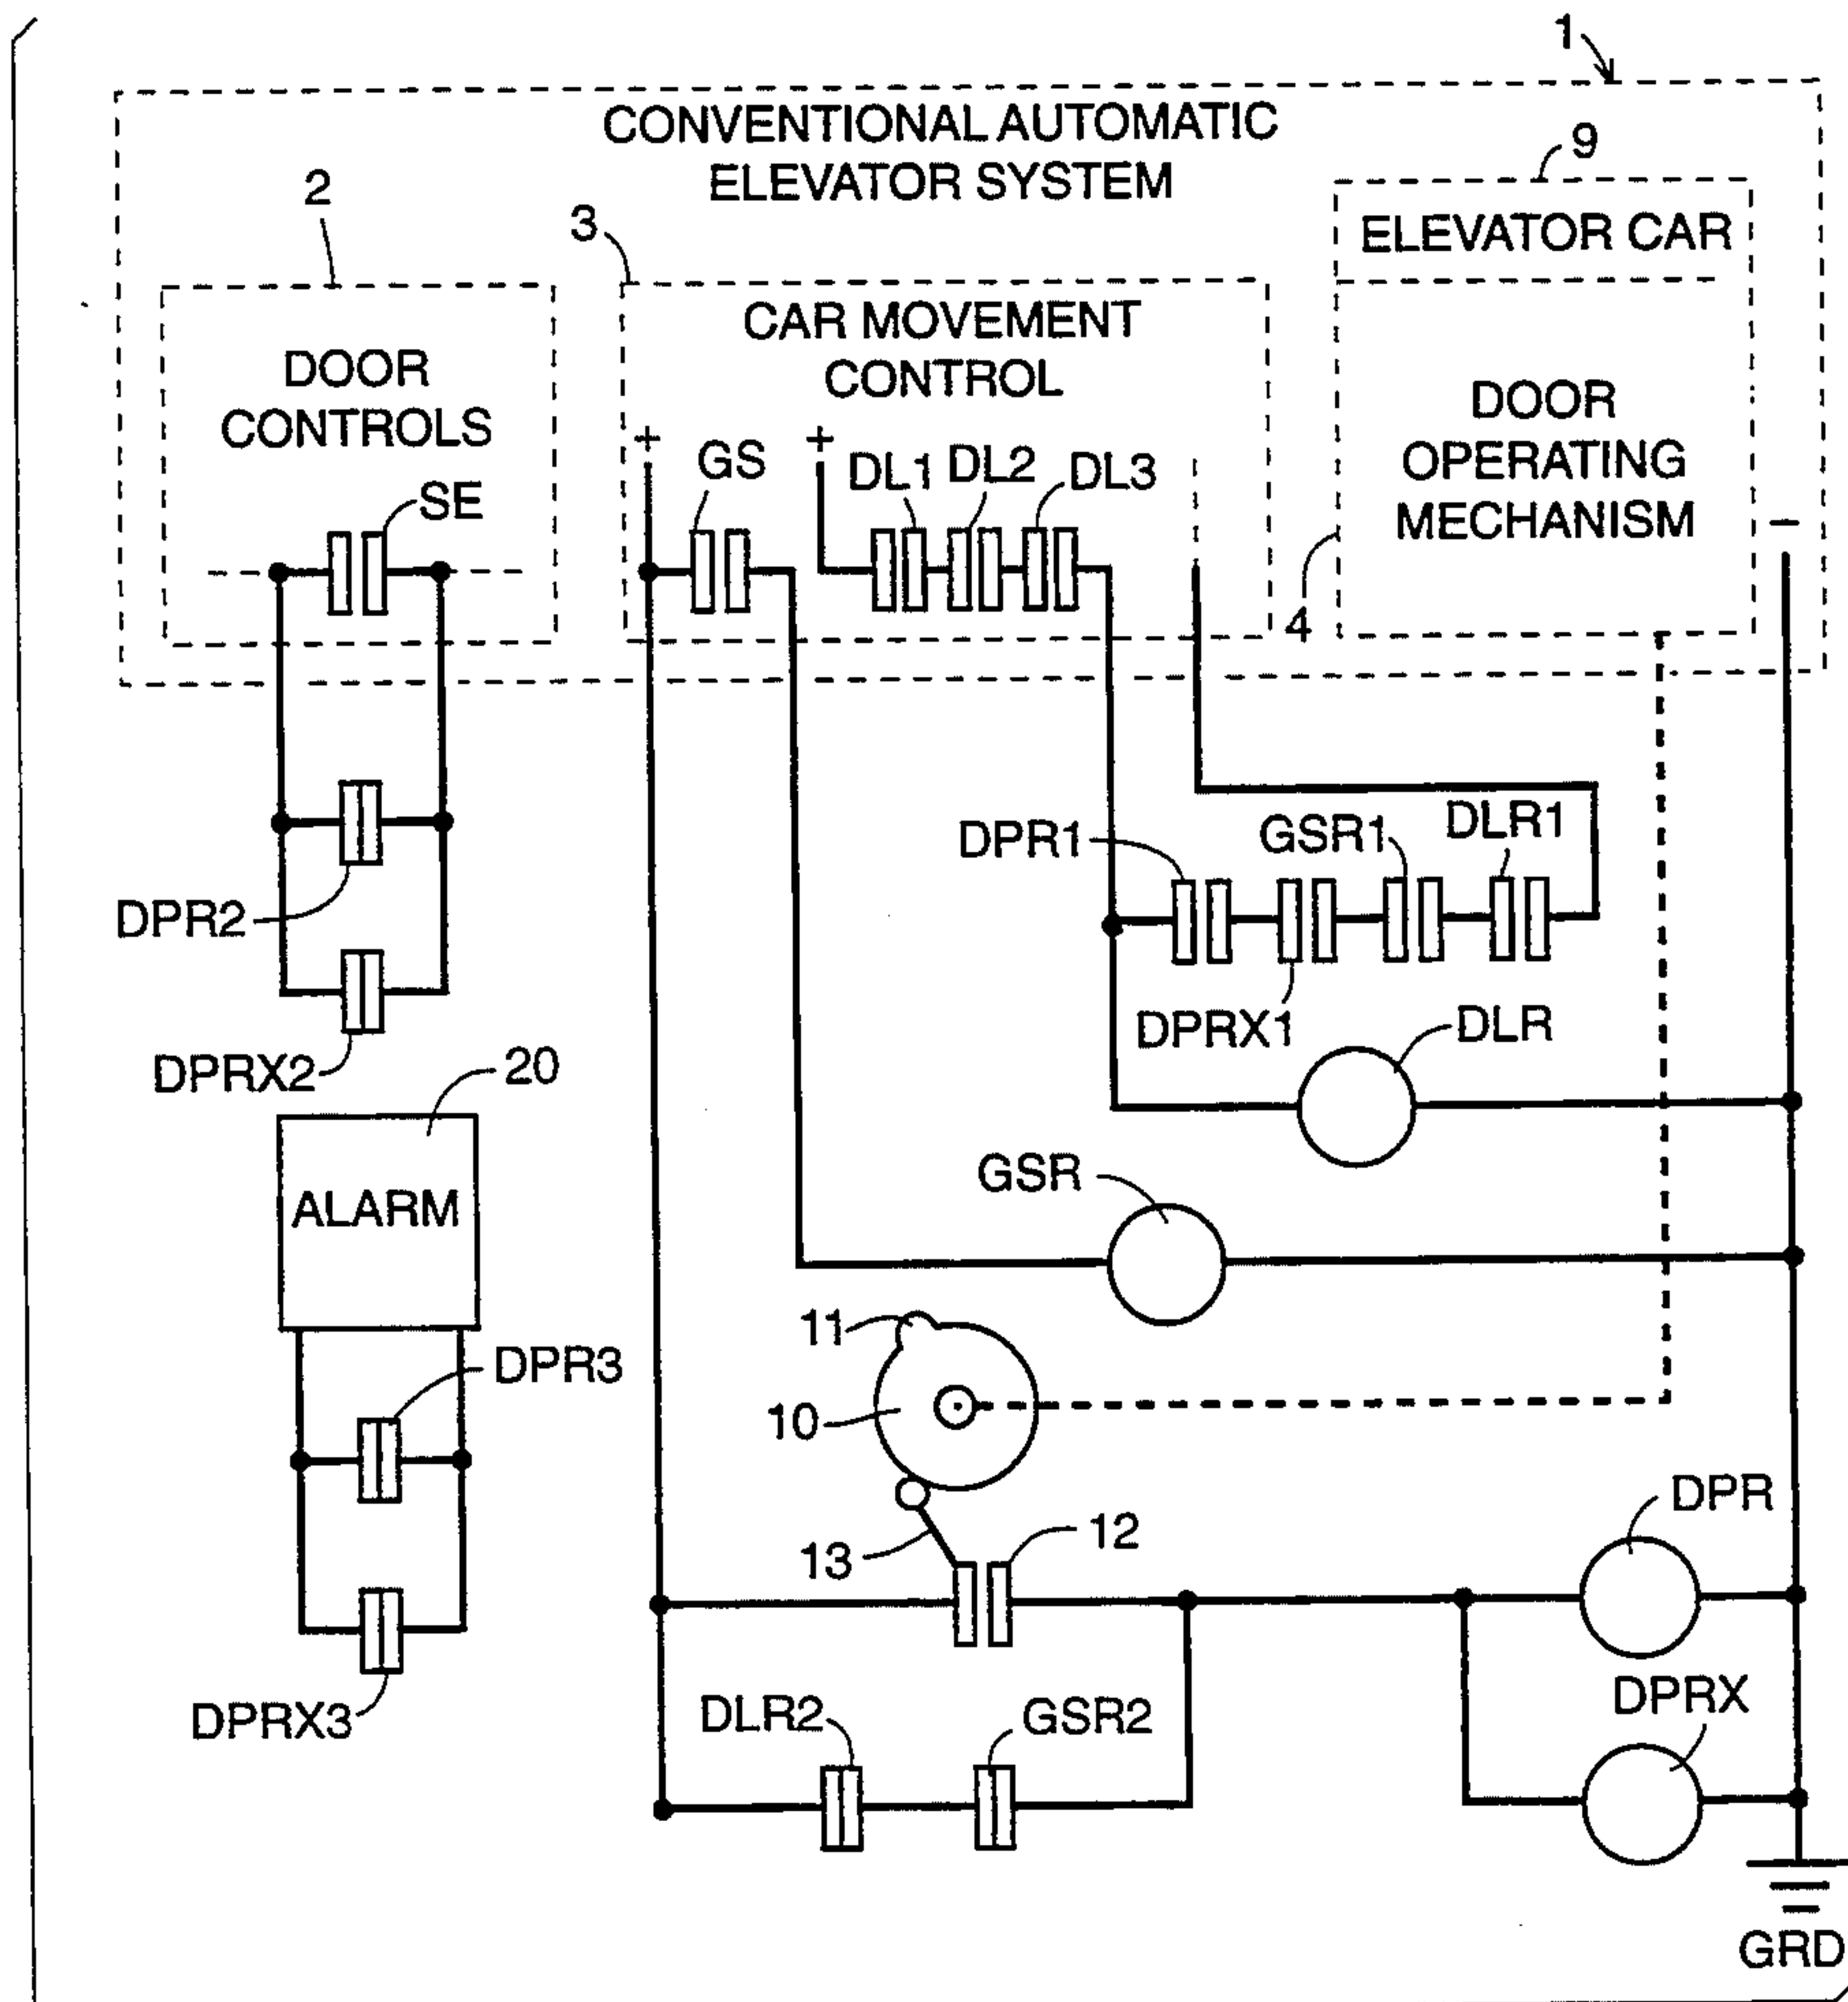 1
CONVENTIONAL AUTOMATIC
ELEVATOR SYSTEM
9
ELEVATOR CAR
2
3
DOOR
CONTROLS
CAR MOVEMENT
CONTROL
DOOR
OPERATING
MECHANISM
+
+
-
GS
DL1
DL2
DL3
SE
4
DPR1
GSR1
DLR1
DPR2
DPRX1
DLR
DPRX2
20
ALARM
GSR
11
DPR3
10
DPR
12
13
DPRX
DLR2
GSR2
DPRX3
GRD